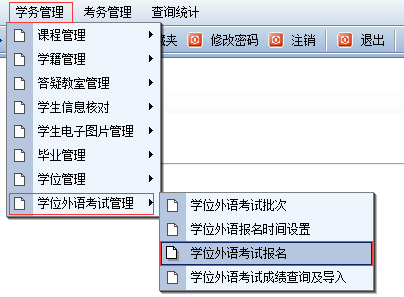 学务管理 考务管理 查询统计
夹 修改密码 注销 退出
课程管理
学籍管理
答疑教室管理
学生信息核对
学生电子图片管理
毕业管理
学位管理
学位外语考试管理
学位外语考试批次
学位外语报名时间设置
学位外语考试报名
学位外语考试成绩查询及导入